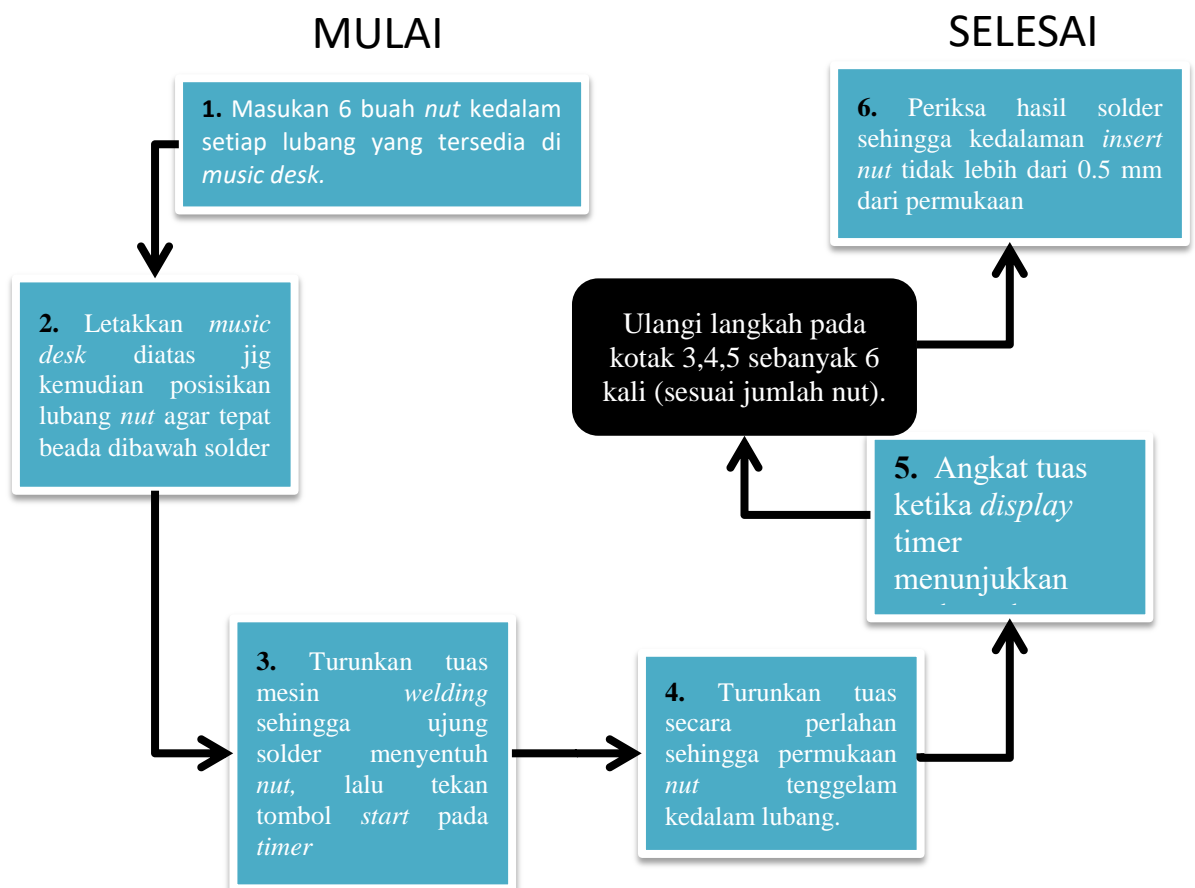 MULAI
1. Masukan 6 buah nut kedalam
setiap lubang yang tersedia di
music desk.
2. Letakkan music
desk diatas jig
kemudian posisikan
lubang nut agar tepat
beada dibawah solder
3. Turunkan tuas
mesin welding
sehingga ujung
solder menyentuh
nut, lalu tekan
tombol start pada
timer
4. Turunkan tuas
secara perlahan
sehingga permukaan
nut tenggelam
kedalam lubang.
5. Angkat tuas
ketika display
timer
menunjukkan
Ulangi langkah pada
kotak 3,4,5 sebanyak 6
kali (sesuai jumlah nut).
SELESAI
6. Periksa hasil solder
sehingga kedalaman insert
nut tidak lebih dari 0.5 mm
dari permukaan